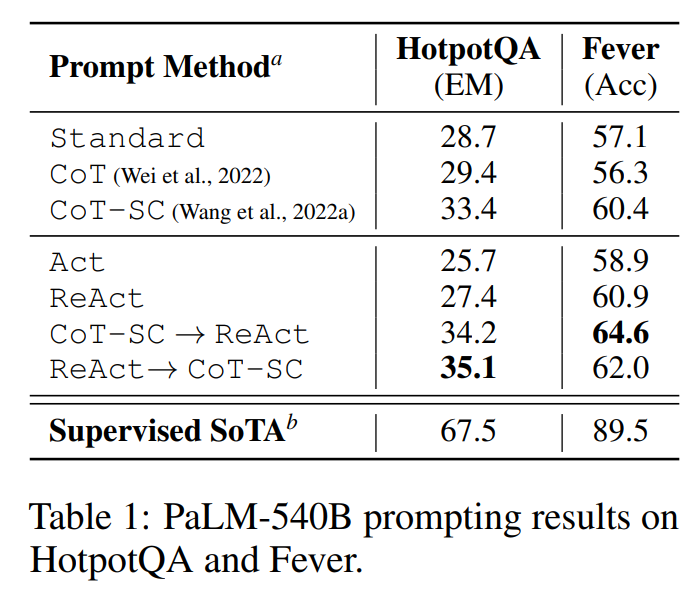 Prompt Method^a HotpotQA Fever
(EM) (Acc)
Standard 28.7 57.1
CoT (Wei et al., 2022) 29.4 56.3
CoT-SC (Wang et al., 2022a) 33.4 60.4
Act 25.7 58.9
ReAct 27.4 60.9
CoT-SC → ReAct 34.2 64.6
ReAct → CoT-SC 35.1 62.0
Supervised SoTA^b 67.5 89.5
Table 1: PaLM-540B prompting results on
HotpotQA and Fever.